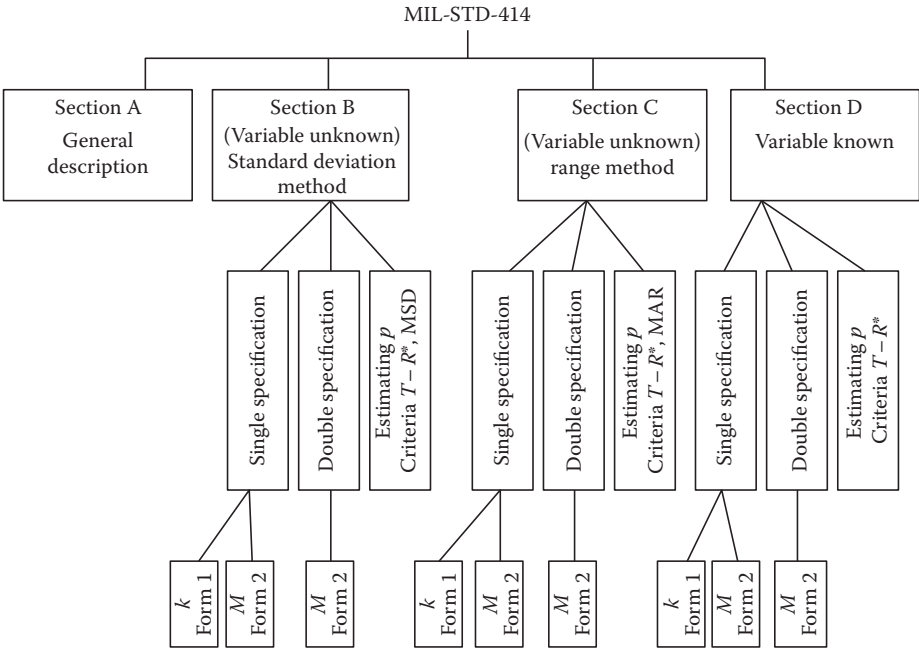 MIL-STD-414
Section A
General
description
Section B
(Variable unknown)
Standard deviation
method
Section C
(Variable unknown)
range method
Section D
Variable known
Single specification
Double specification
Estimating p
Criteria T – R*, MSD
Single specification
Double specification
Estimating p
Criteria T – R*, MAR
Single specification
Double specification
Estimating p
Criteria T – R*
k
Form 1
M
Form 2
M
Form 2
k
Form 1
M
Form 2
M
Form 2
k
Form 1
M
Form 2
M
Form 2